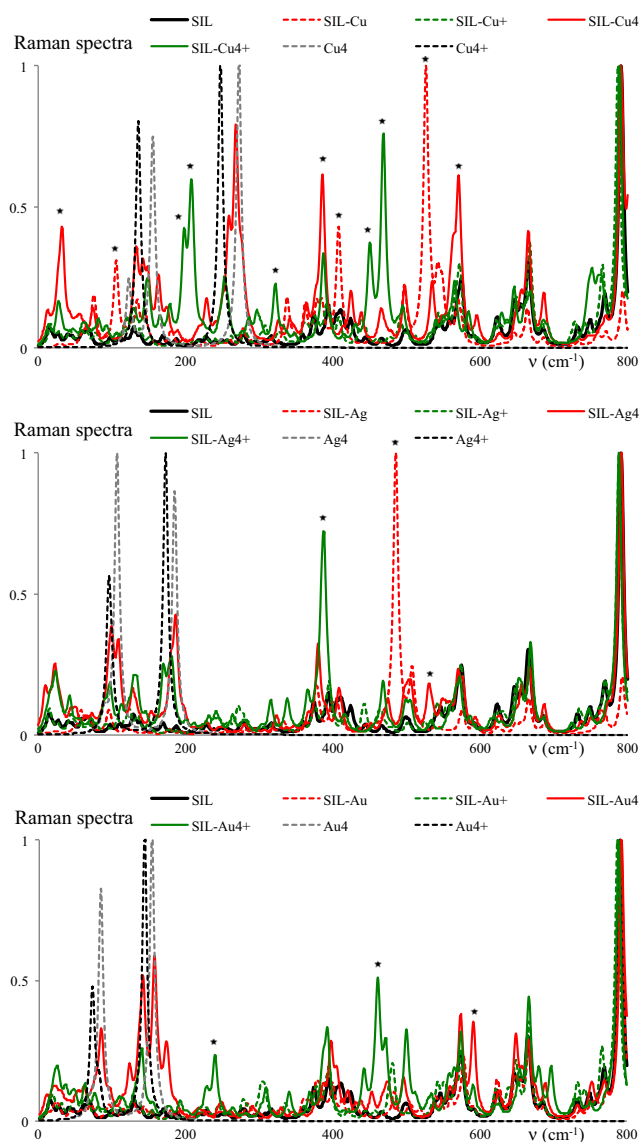 SIL SIL-Cu SIL-Cu+ SIL-Cu4
SIL-Cu4+ Cu4 Cu4+
Raman spectra
1
0.5
0
0 200 400 600 800
ν (cm-1)
SIL SIL-Ag SIL-Ag+ SIL-Ag4
SIL-Ag4+ Ag4 Ag4+
Raman spectra
1
0.5
0
0 200 400 600 800
ν (cm-1)
SIL SIL-Au SIL-Au+ SIL-Au4
SIL-Au4+ Au4 Au4+
Raman spectra
1
0.5
0
0 200 400 600 800
ν (cm-1)